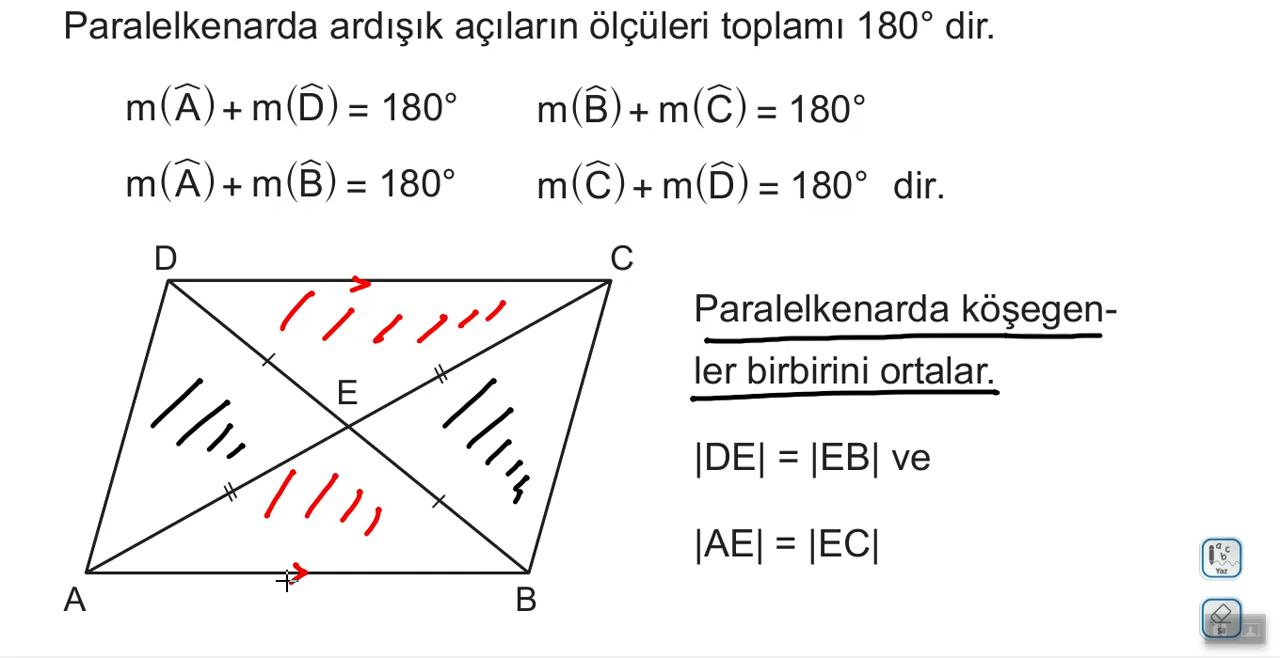 Paralelkenarda ardışık açıların ölçüleri toplamı 180° dir.
m(Â) + m(D̂) = 180° m(B̂) + m(Ĉ) = 180°
m(Â) + m(B̂) = 180° m(Ĉ) + m(D̂) = 180° dir.
D C
Paralelkenarda köşegen-
ler birbirini ortalar.
E
|DE| = |EB| ve
|AE| = |EC|
A B
a b c
Yaz
Sil